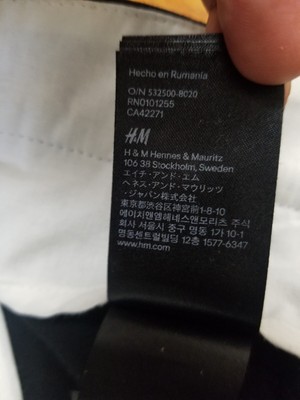 Hecho en Rumania
O/N 532500-8020
RN0101255
CA42271
H&M
H & M Hennes & Mauritz
106 38 Stockholm, Sweden
エイチ・アンド・エム
ヘネス・アンド・マウリッツ
・ジャパン株式会社
東京都渋谷区神宮前1-8-10
에이치앤엠헤네스앤모리츠 주식
회사 서울시 중구 명동 1가 10-1
명동센트럴빌딩 12층 1577-6347
www.hm.com